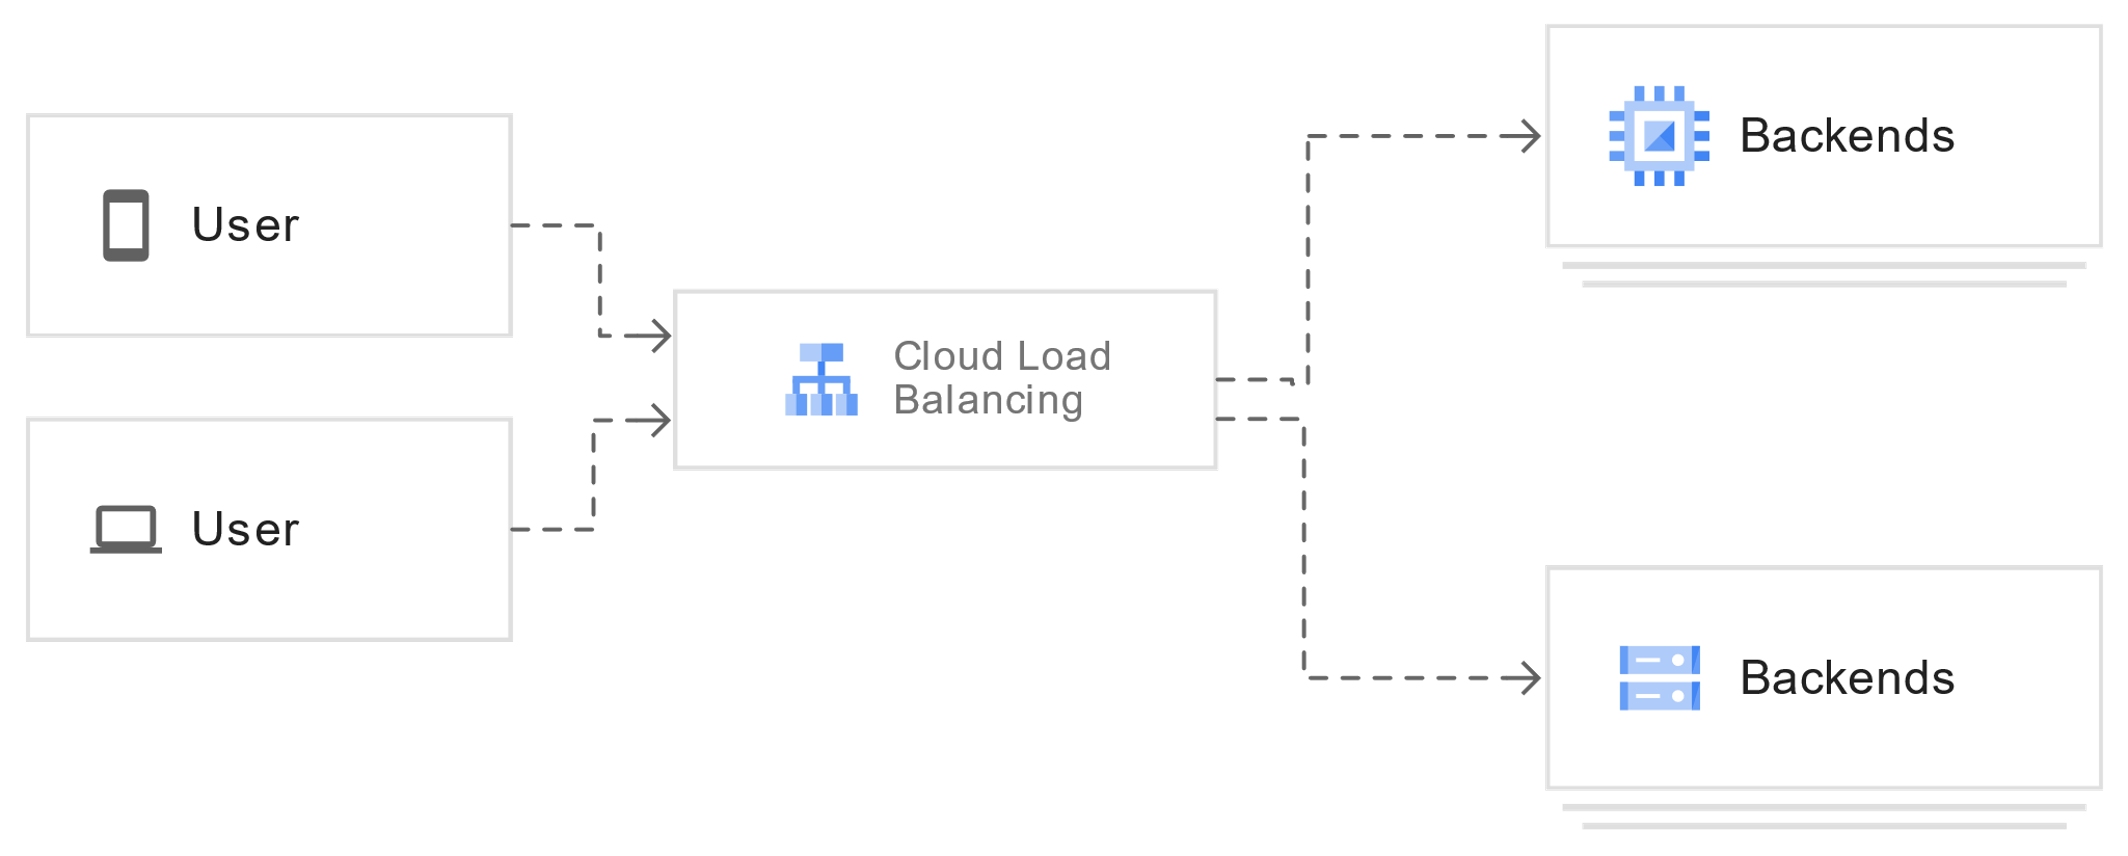 User
User
Cloud Load
Balancing
Backends
Backends